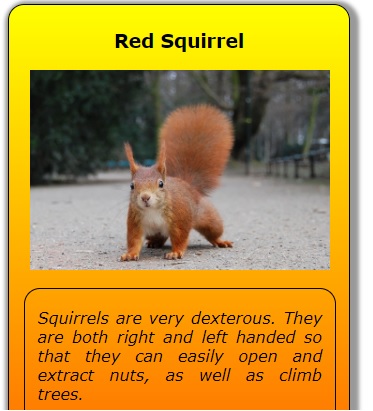 Red Squirrel
Squirrels are very dexterous. They
are both right and left handed so
that they can easily open and
extract nuts, as well as climb
trees.